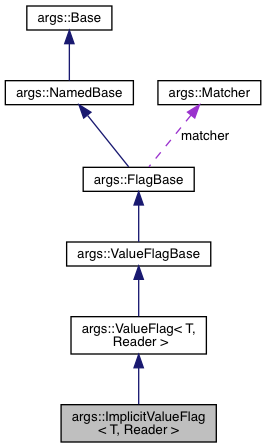 args::Base
args::NamedBase
args::Matcher
matcher
args::FlagBase
args::ValueFlagBase
args::ValueFlag< T,
Reader >
args::ImplicitValueFlag
< T, Reader >